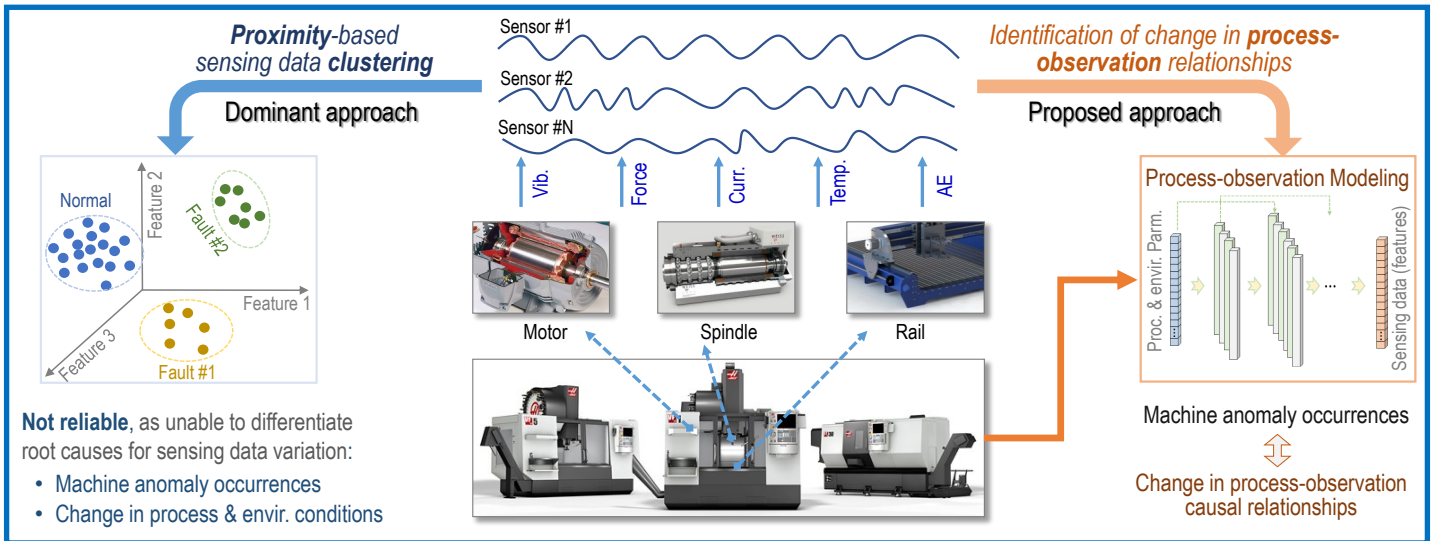 Proximity-based
sensing data clustering
Dominant approach
Sensor #1
Sensor #2
Sensor #N
Identification of change in process-
observation relationships
Proposed approach
Vib.
Force
Curr.
Temp.
AE
Normal
Feature 2
Fault #2
Feature 1
Feature 3
Fault #1
Motor
Spindle
Rail
Process-observation Modeling
Proc. & envir. Parm.
...
...
...
Sensing data (features)
Not reliable, as unable to differentiate
root causes for sensing data variation:
• Machine anomaly occurrences
• Change in process & envir. conditions
Machine anomaly occurrences
Change in process-observation
causal relationships